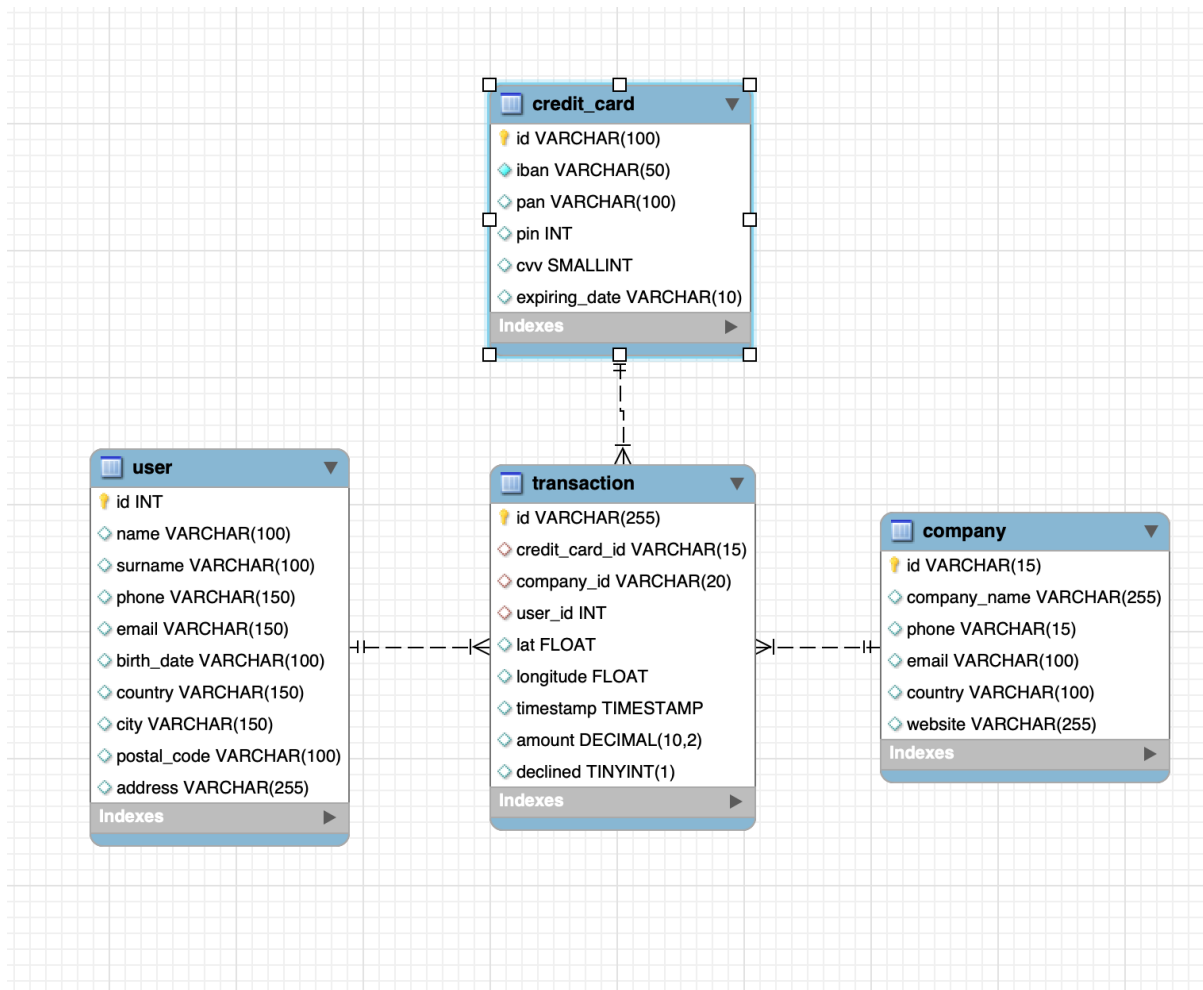 credit_card
id VARCHAR(100)
iban VARCHAR(50)
pan VARCHAR(100)
pin INT
cvv SMALLINT
expiring_date VARCHAR(10)
Indexes
user
id INT
name VARCHAR(100)
surname VARCHAR(100)
phone VARCHAR(150)
email VARCHAR(150)
birth_date VARCHAR(100)
country VARCHAR(150)
city VARCHAR(150)
postal_code VARCHAR(100)
address VARCHAR(255)
Indexes
transaction
id VARCHAR(255)
credit_card_id VARCHAR(15)
company_id VARCHAR(20)
user_id INT
lat FLOAT
longitude FLOAT
timestamp TIMESTAMP
amount DECIMAL(10,2)
declined TINYINT(1)
Indexes
company
id VARCHAR(15)
company_name VARCHAR(255)
phone VARCHAR(15)
email VARCHAR(100)
country VARCHAR(100)
website VARCHAR(255)
Indexes